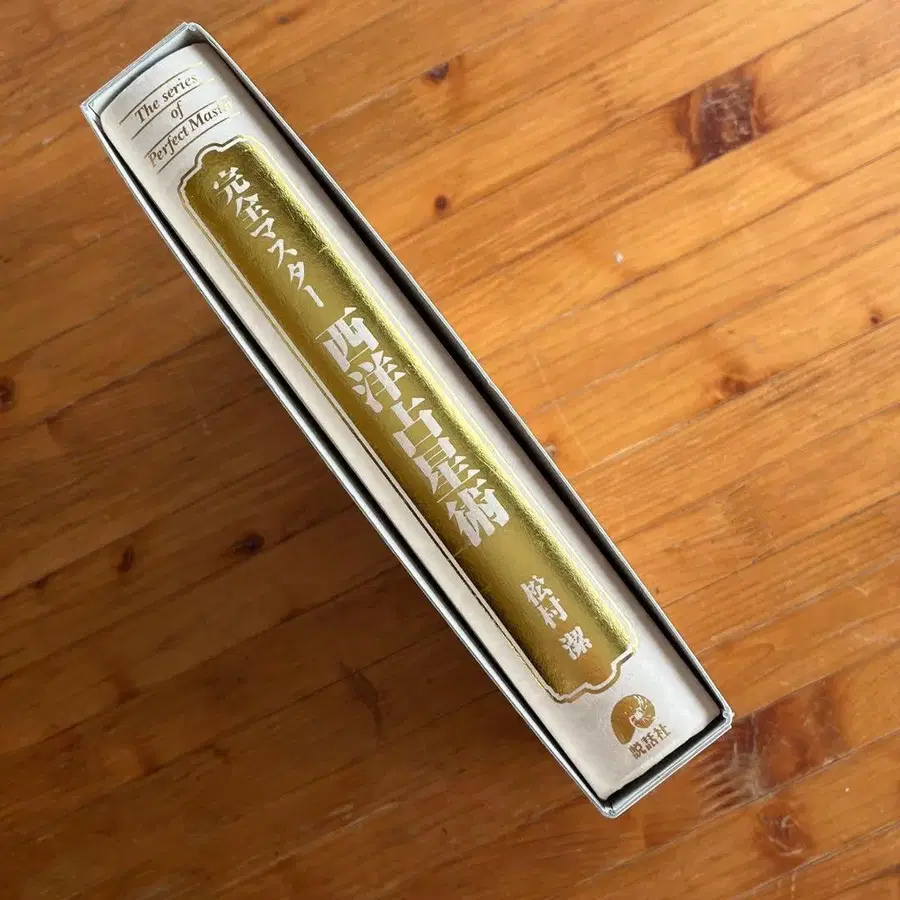 The series
of
Perfect Master
完全マスター
西洋占星術
松村 潔
説話社